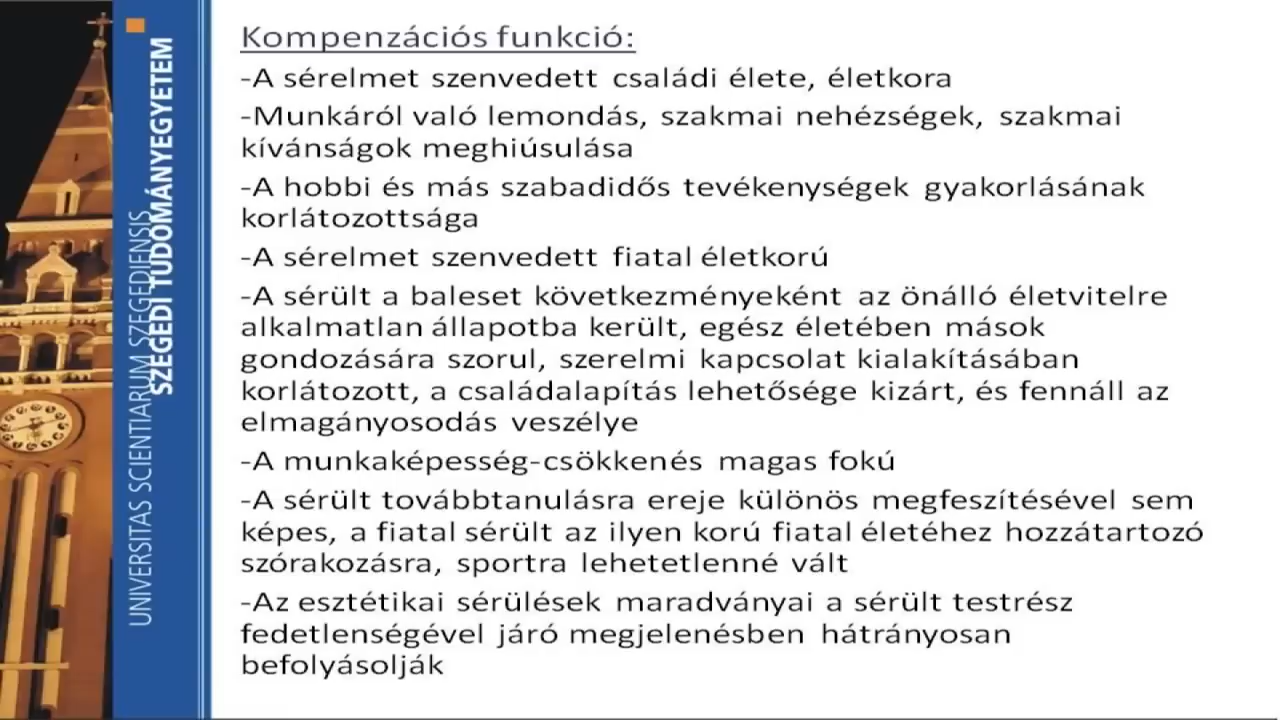 Kompenzációs funkció:
-A sérelmet szenvedett családi élete, életkora
-Munkáról való lemondás, szakmai nehézségek, szakmai
kívánságok meghiúsulása
-A hobbi és más szabadidős tevékenységek gyakorlásának
korlátozottsága
-A sérelmet szenvedett fiatal életkorú
-A sérült a baleset következményeként az önálló életvitelre
alkalmatlan állapotba került, egész életében mások
gondozására szorul, szerelmi kapcsolat kialakításában
korlátozott, a családalapítás lehetősége kizárt, és fennáll az
elmagányosodás veszélye
-A munkaképesség-csökkenés magas fokú
-A sérült továbbtanulásra ereje különös megfeszítésével sem
képes, a fiatal sérült az ilyen korú fiatal életéhez hozzátartozó
szórakozásra, sportra lehetetlenné vált
-Az esztétikai sérülések maradványai a sérült testrész
fedetlenségével járó megjelenésben hátrányosan
befolyásolják
UNIVERSITAS SCIENTIARUM SZEGEDIENSIS
SZEGEDI TUDOMÁNYEGYETEM